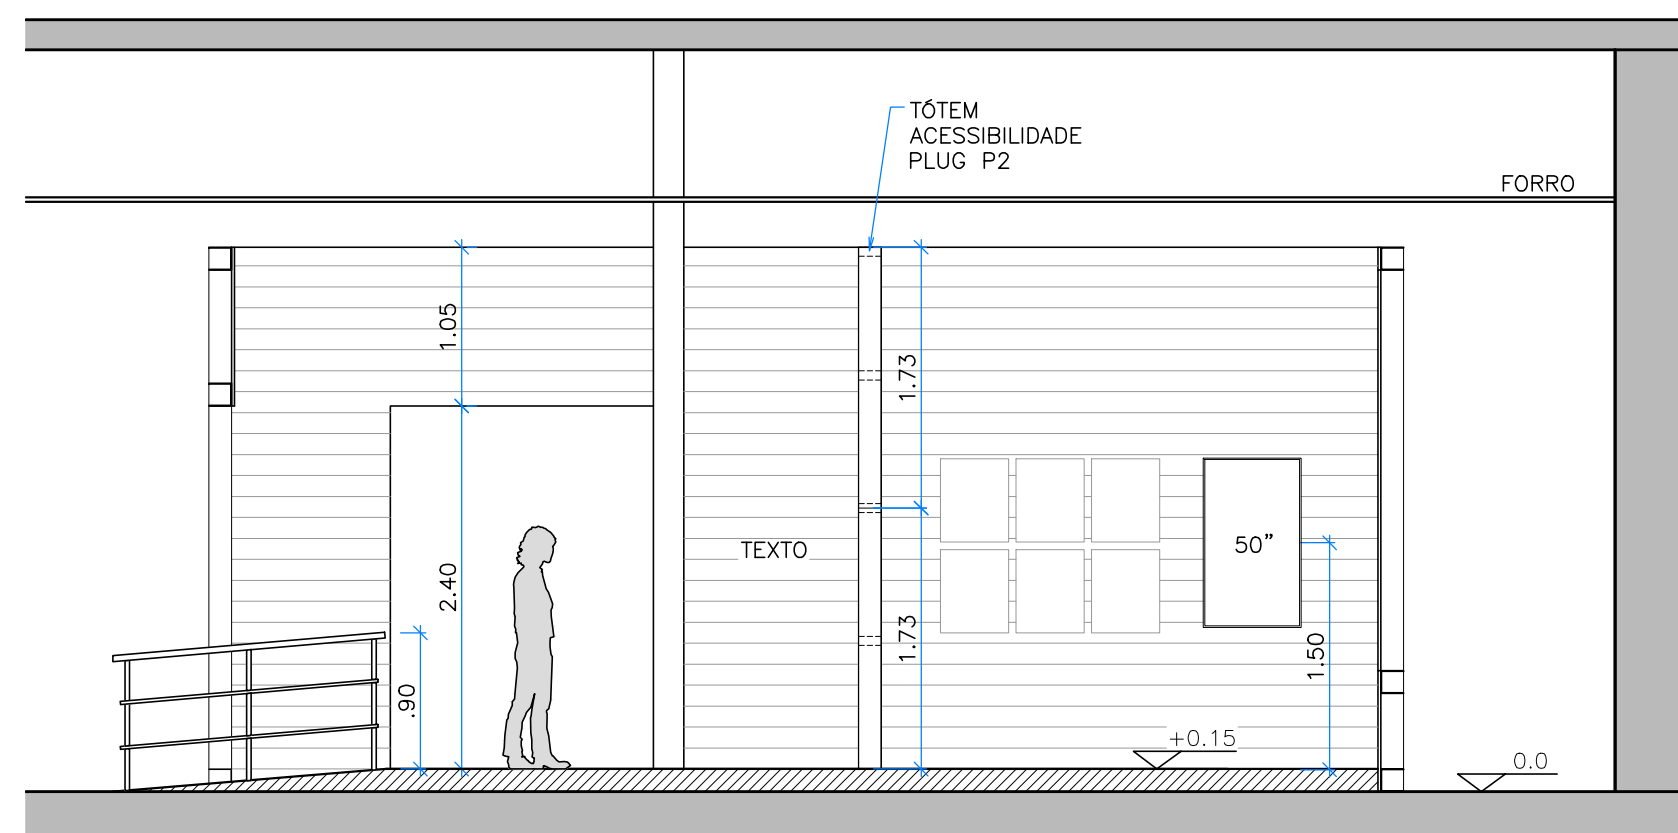 TÓTEM
ACESSIBILIDADE
PLUG P2
FORRO
1.05
1.73
2.40
TEXTO
50”
1.73
1.50
.90
+0.15
0.0